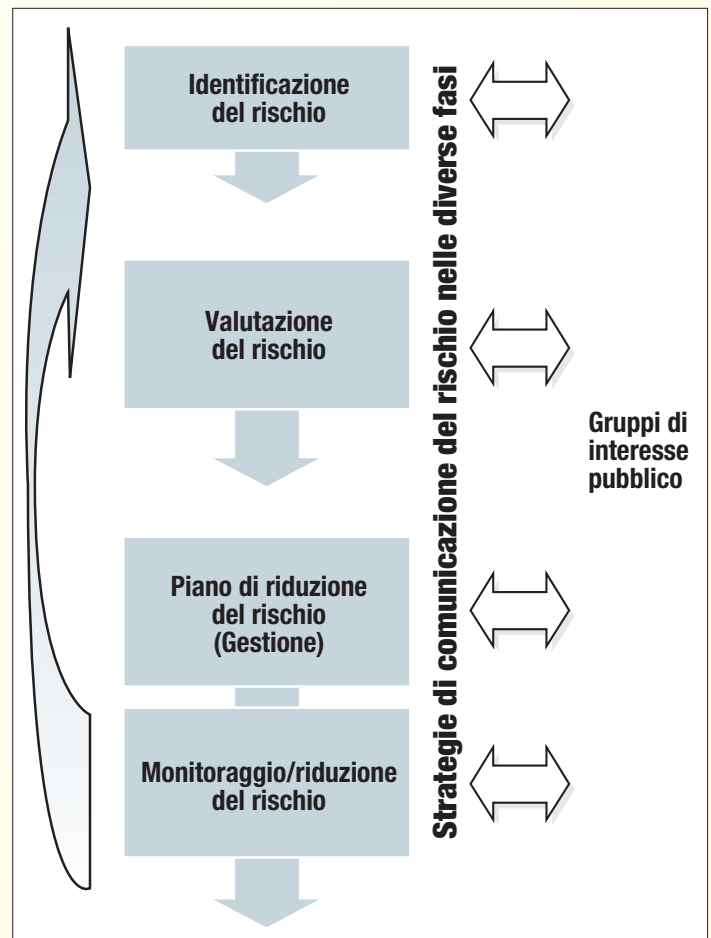 Identificazione
del rischio
Valutazione
del rischio
Piano di riduzione
del rischio
(Gestione)
Monitoraggio/riduzione
del rischio
Strategie di comunicazione del rischio nelle diverse fasi
Gruppi di
interesse
pubblico